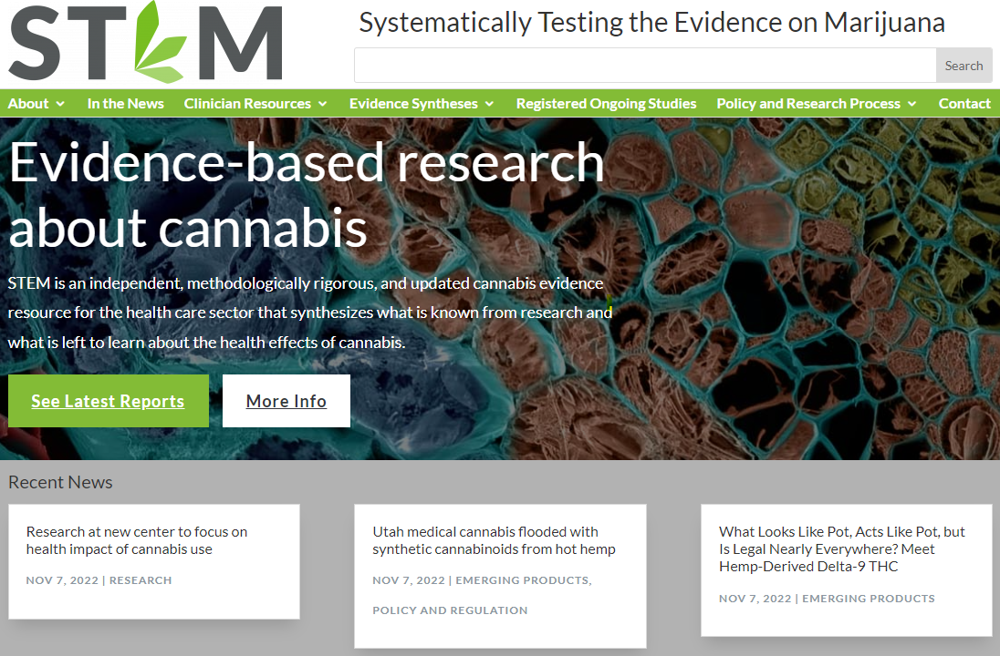 STEM
Systematically Testing the Evidence on Marijuana
Search
About In the News Clinician Resources Evidence Syntheses Registered Ongoing Studies Policy and Research Process Contact
Evidence-based research
about cannabis
STEM is an independent, methodologically rigorous, and updated cannabis evidence
resource for the health care sector that synthesizes what is known from research and
what is left to learn about the health effects of cannabis.
See Latest Reports More Info
Recent News
Research at new center to focus on
health impact of cannabis use
NOV 7, 2022 | RESEARCH
Utah medical cannabis flooded with
synthetic cannabinoids from hot hemp
NOV 7, 2022 | EMERGING PRODUCTS,
POLICY AND REGULATION
What Looks Like Pot, Acts Like Pot, but
Is Legal Nearly Everywhere? Meet
Hemp-Derived Delta-9 THC
NOV 7, 2022 | EMERGING PRODUCTS